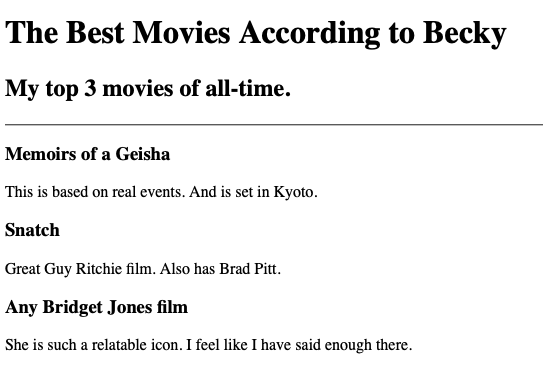 The Best Movies According to Becky
My top 3 movies of all-time.
Memoirs of a Geisha
This is based on real events. And is set in Kyoto.
Snatch
Great Guy Ritchie film. Also has Brad Pitt.
Any Bridget Jones film
She is such a relatable icon. I feel like I have said enough there.